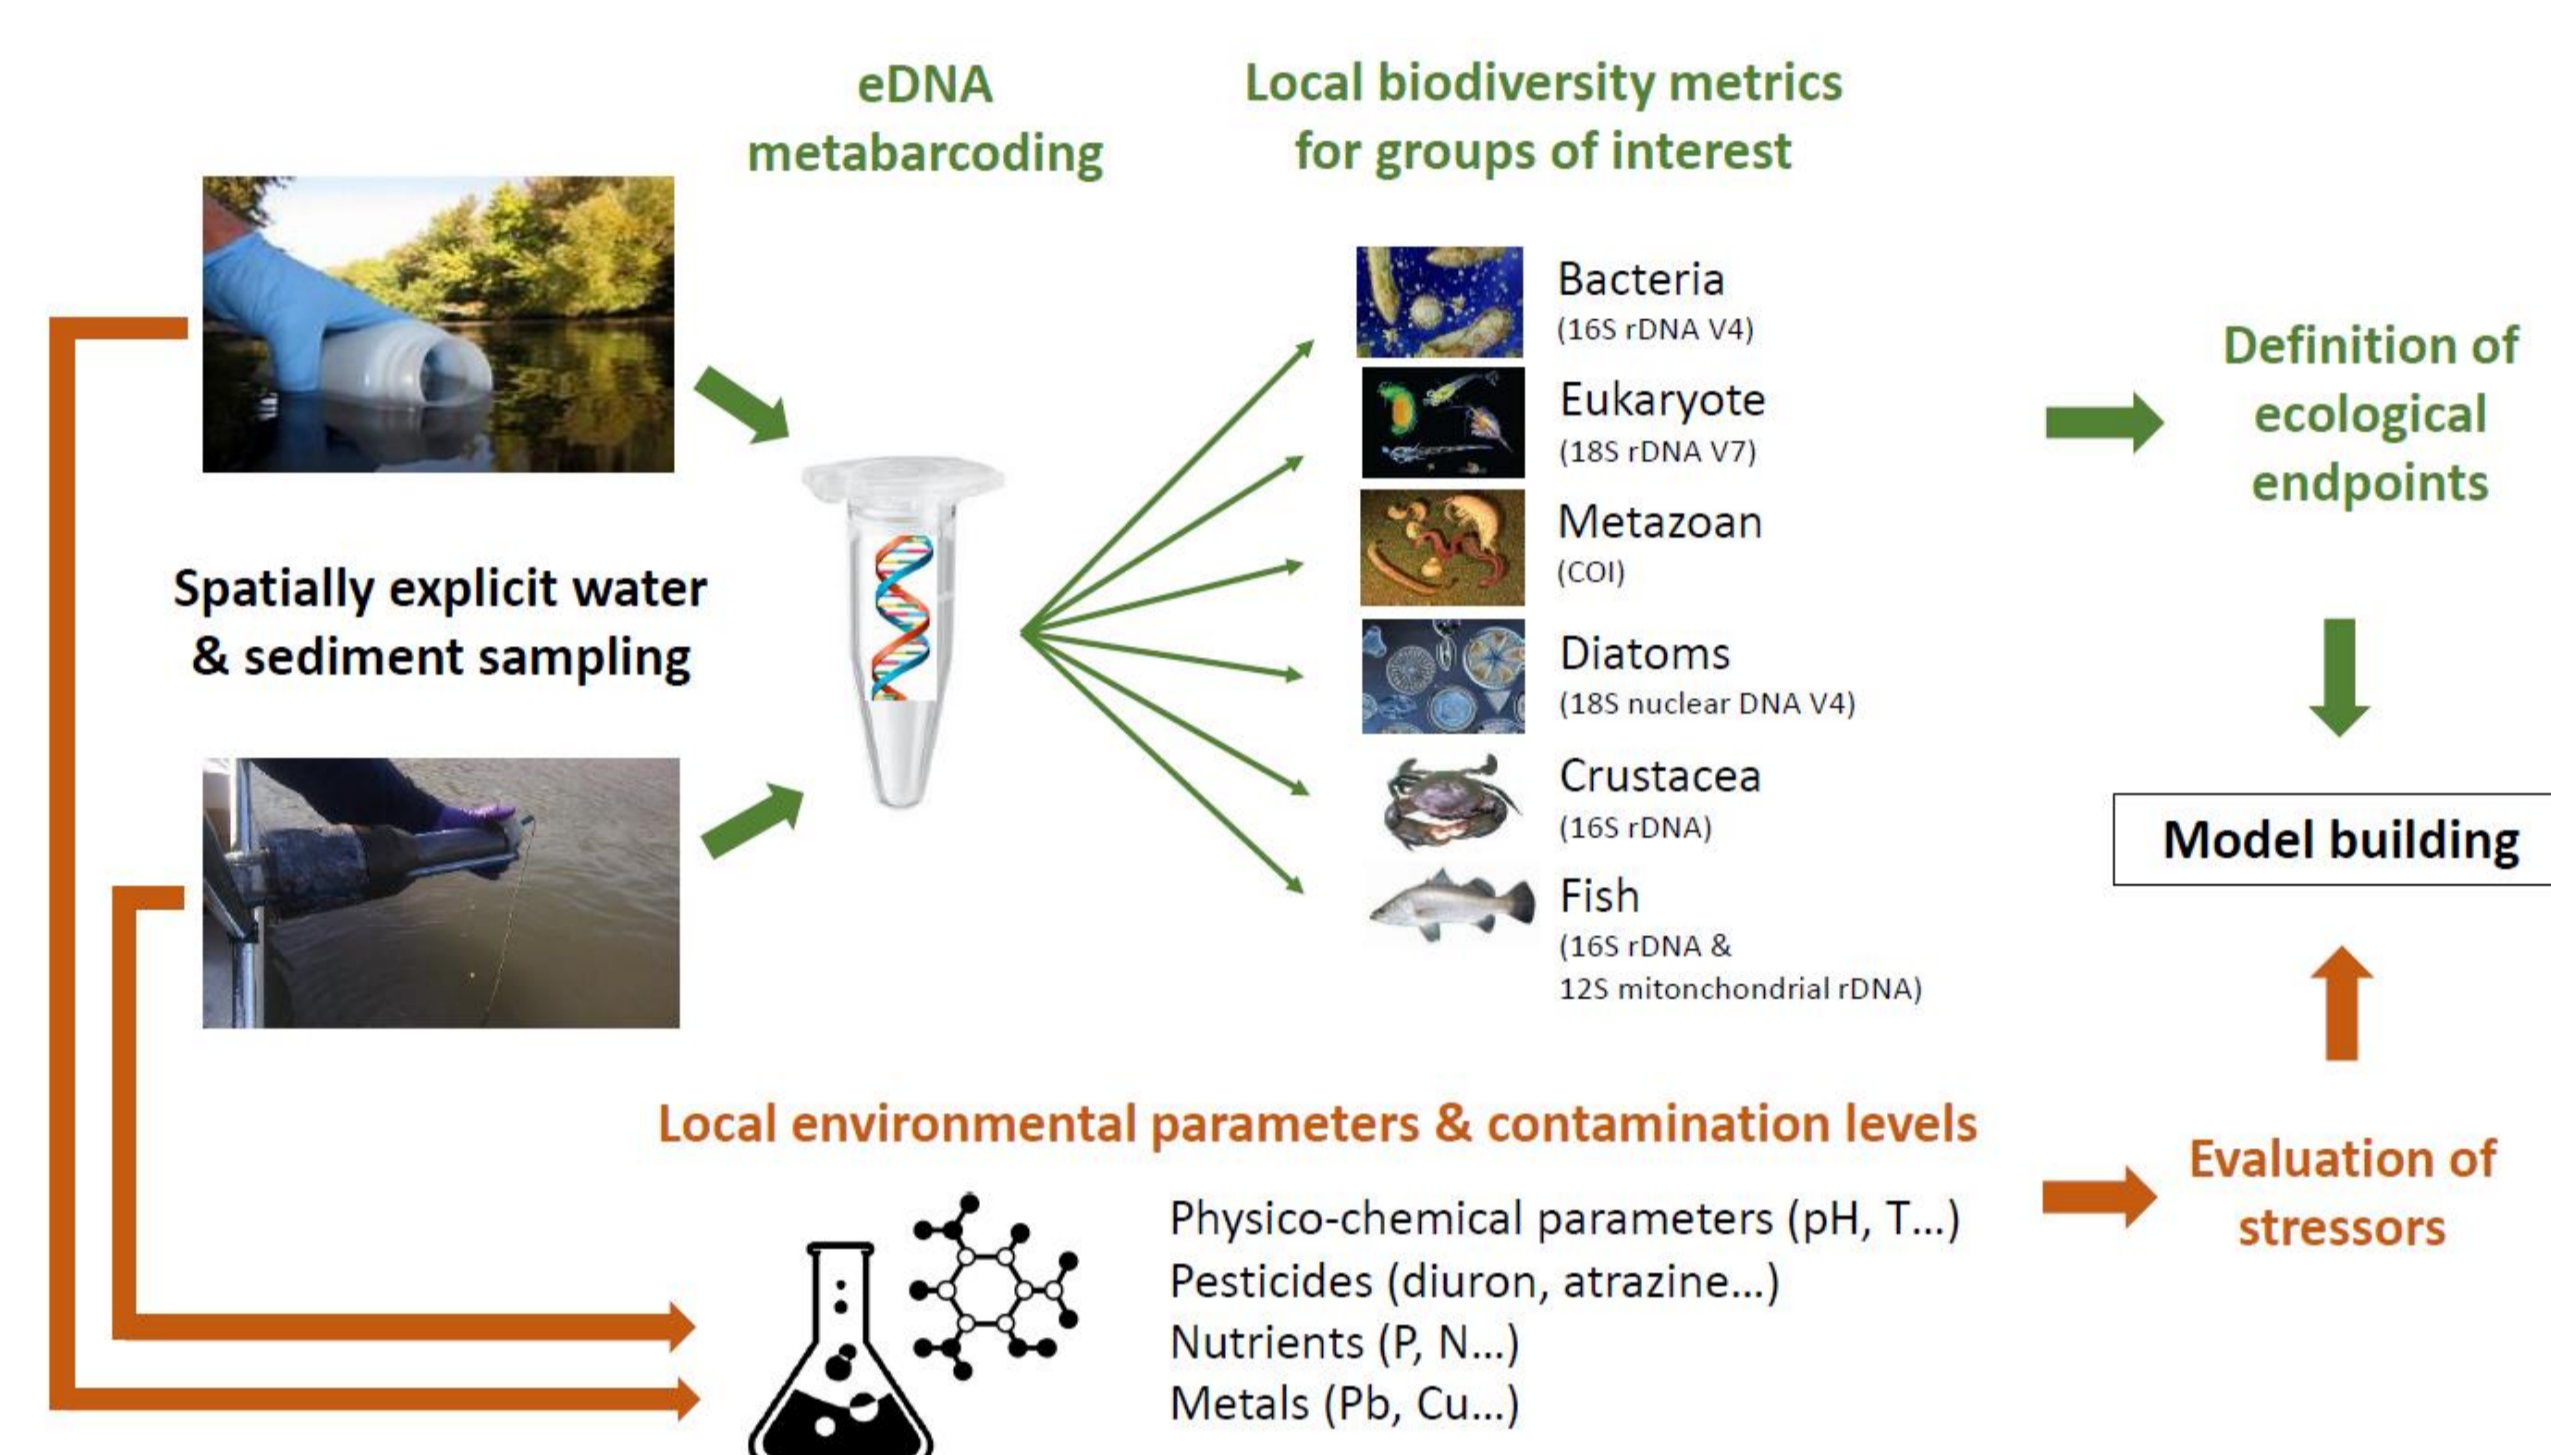 eDNA
metabarcoding
Local biodiversity metrics
for groups of interest
Spatially explicit water
& sediment sampling
Bacteria
(16S rDNA V4)
Eukaryote
(18S rDNA V7)
Metazoan
(COI)
Diatoms
(18S nuclear DNA V4)
Crustacea
(16S rDNA)
Fish
(16S rDNA &
12S mitonchondrial rDNA)
Definition of
ecological
endpoints
Model building
Local environmental parameters & contamination levels
Physico-chemical parameters (pH, T...)
Pesticides (diuron, atrazine...)
Nutrients (P, N...)
Metals (Pb, Cu...)
Evaluation of
stressors